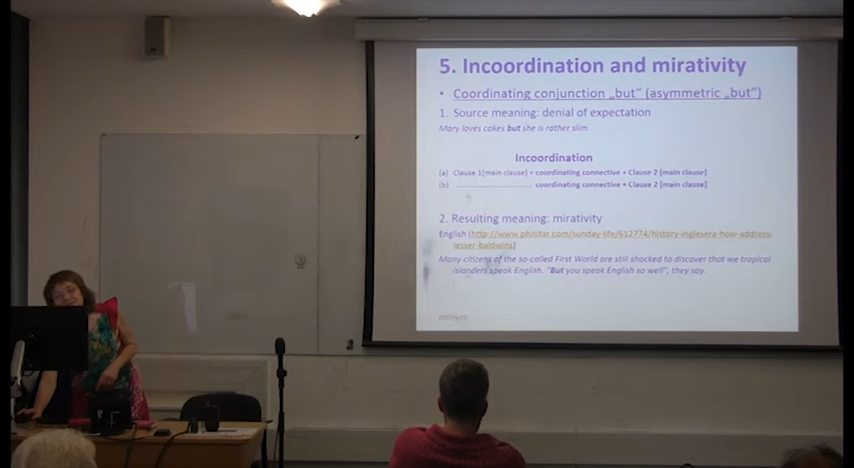 5. Incoordination and mirativity
• Coordinating conjunction „but" (asymmetric „but")
1. Source meaning: denial of expectation
Mary loves cakes but she is rather slim.
Incoordination
(a) Clause 1[main clause] + coordinating connective + Clause 2 [main clause]
(b) ........................... coordinating connective + Clause 2 [main clause]
2. Resulting meaning: mirativity
English (http://www.philstar.com/sunday-life/612774/history-inglesera-how-address-
lesser-baldwins)
Many citizens of the so-called First World are still shocked to discover that we tropical
islanders speak English. "But you speak English so well", they say.